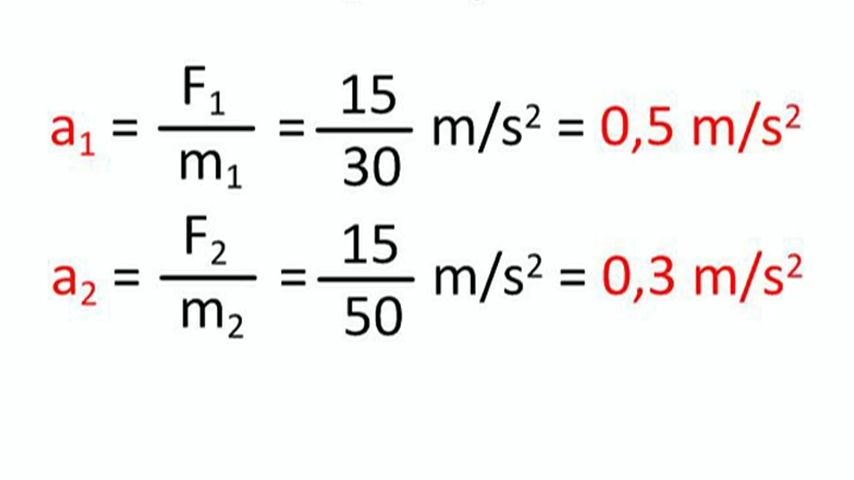 a₁ = F₁/m₁ = 15/30 m/s² = 0,5 m/s²
a₂ = F₂/m₂ = 15/50 m/s² = 0,3 m/s²